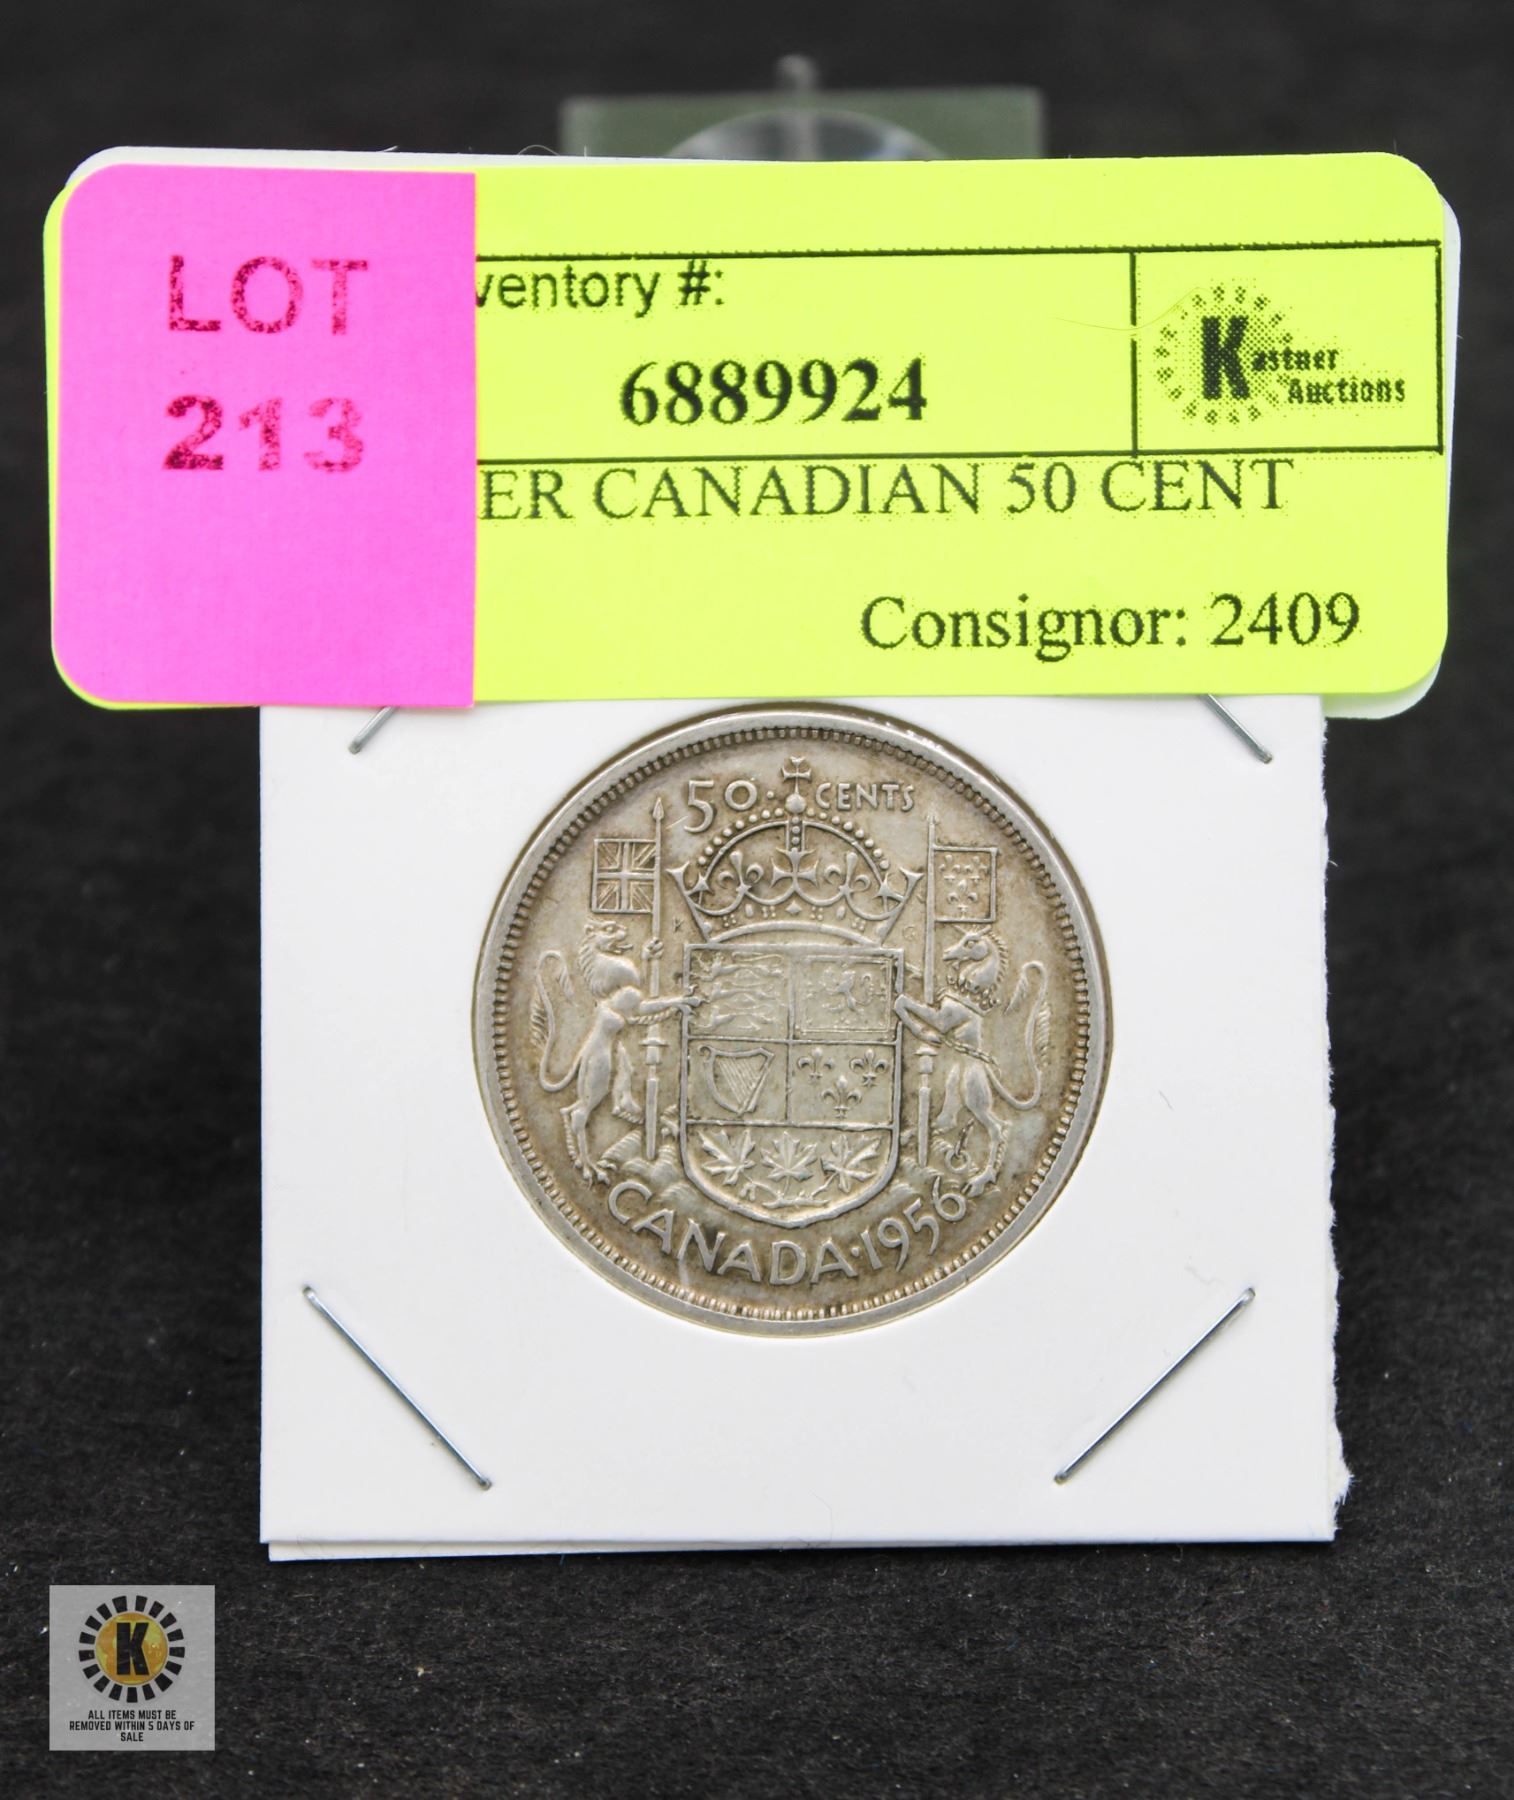 LOT
213
ventory #:
6889924
Kastner
Auctions
ER CANADIAN 50 CENT
Consignor: 2409
50 CENTS
K G
CANADA·1956
K
ALL ITEMS MUST BE
REMOVED WITHIN 5 DAYS OF
SALE